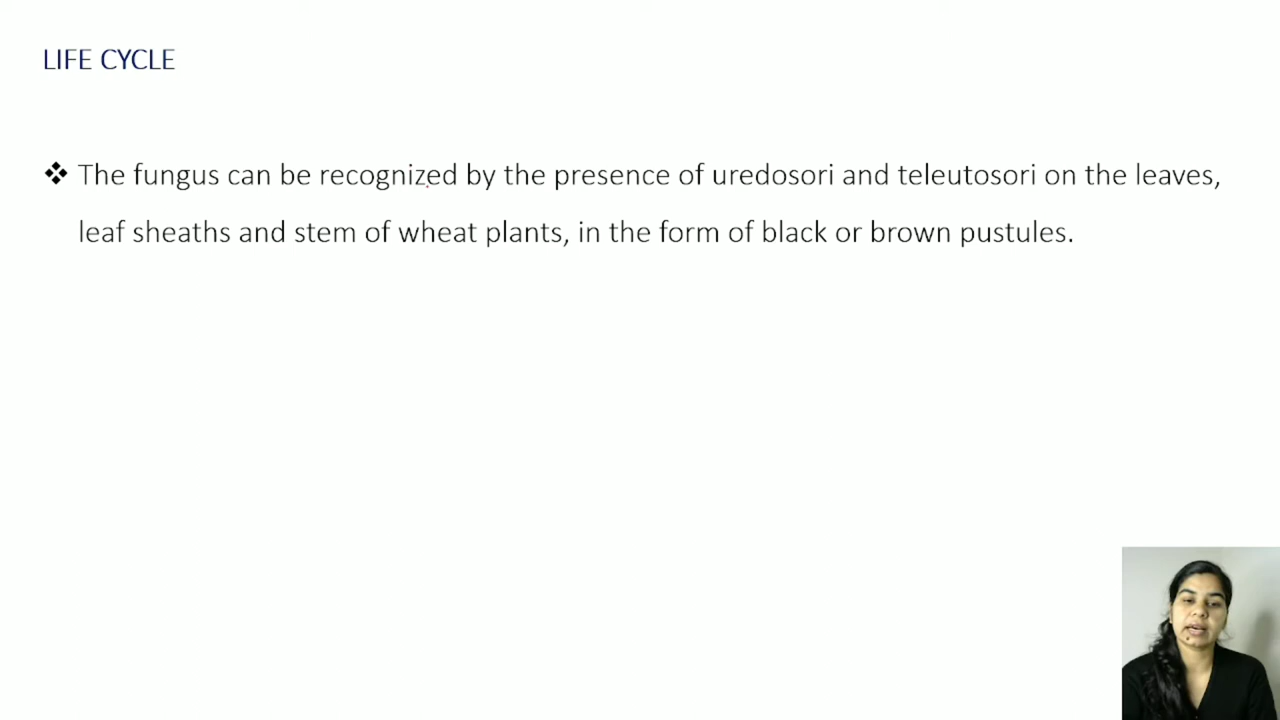 LIFE CYCLE
❖ The fungus can be recognized by the presence of uredosori and teleutosori on the leaves,
leaf sheaths and stem of wheat plants, in the form of black or brown pustules.